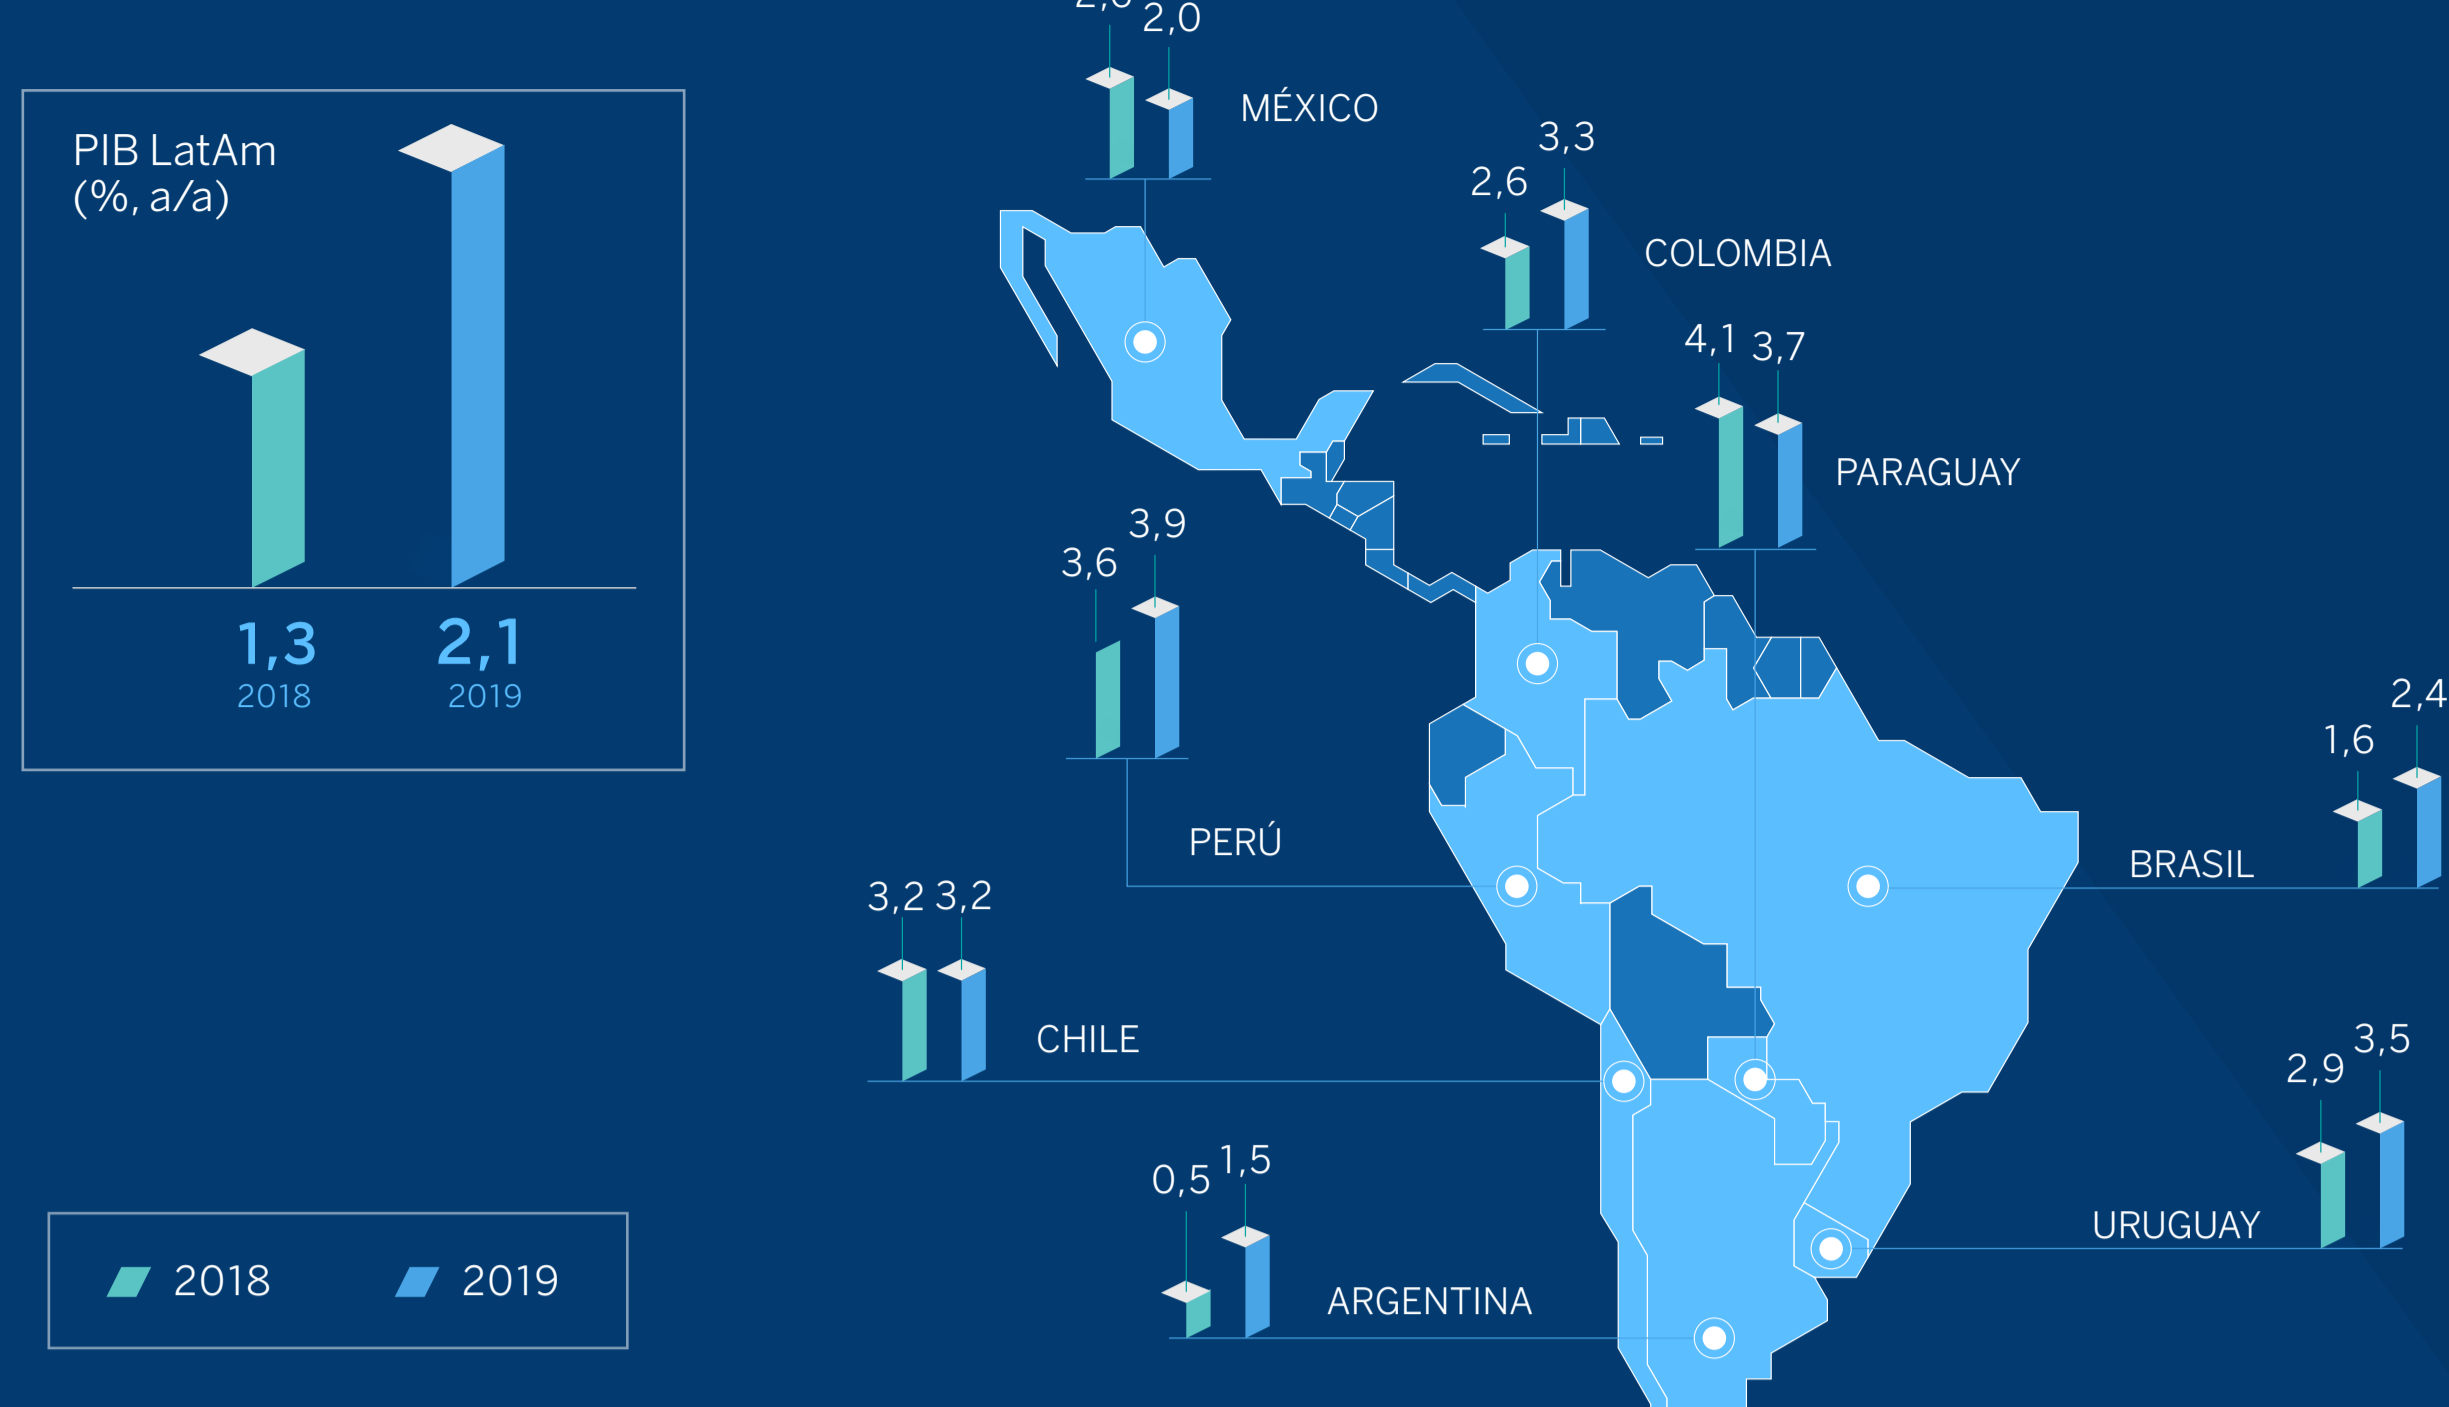 2,0
MÉXICO
PIB LatAm
(%, a/a)
1,3
2018
2,1
2019
2,6
3,3
COLOMBIA
4,1
3,7
PARAGUAY
3,6
3,9
PERÚ
1,6
2,4
BRASIL
3,2
3,2
CHILE
2,9
3,5
URUGUAY
0,5
1,5
ARGENTINA
2018
2019